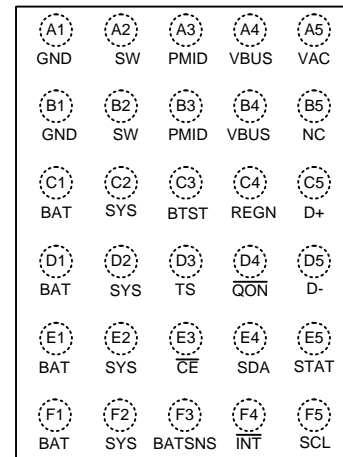 A1 A2 A3 A4 A5
GND SW PMID VBUS VAC
B1 B2 B3 B4 B5
GND SW PMID VBUS NC
C1 C2 C3 C4 C5
BAT SYS BTST REGN D+
D1 D2 D3 D4 D5
BAT SYS TS QON D-
E1 E2 E3 E4 E5
BAT SYS CE SDA STAT
F1 F2 F3 F4 F5
BAT SYS BATSNS INT SCL